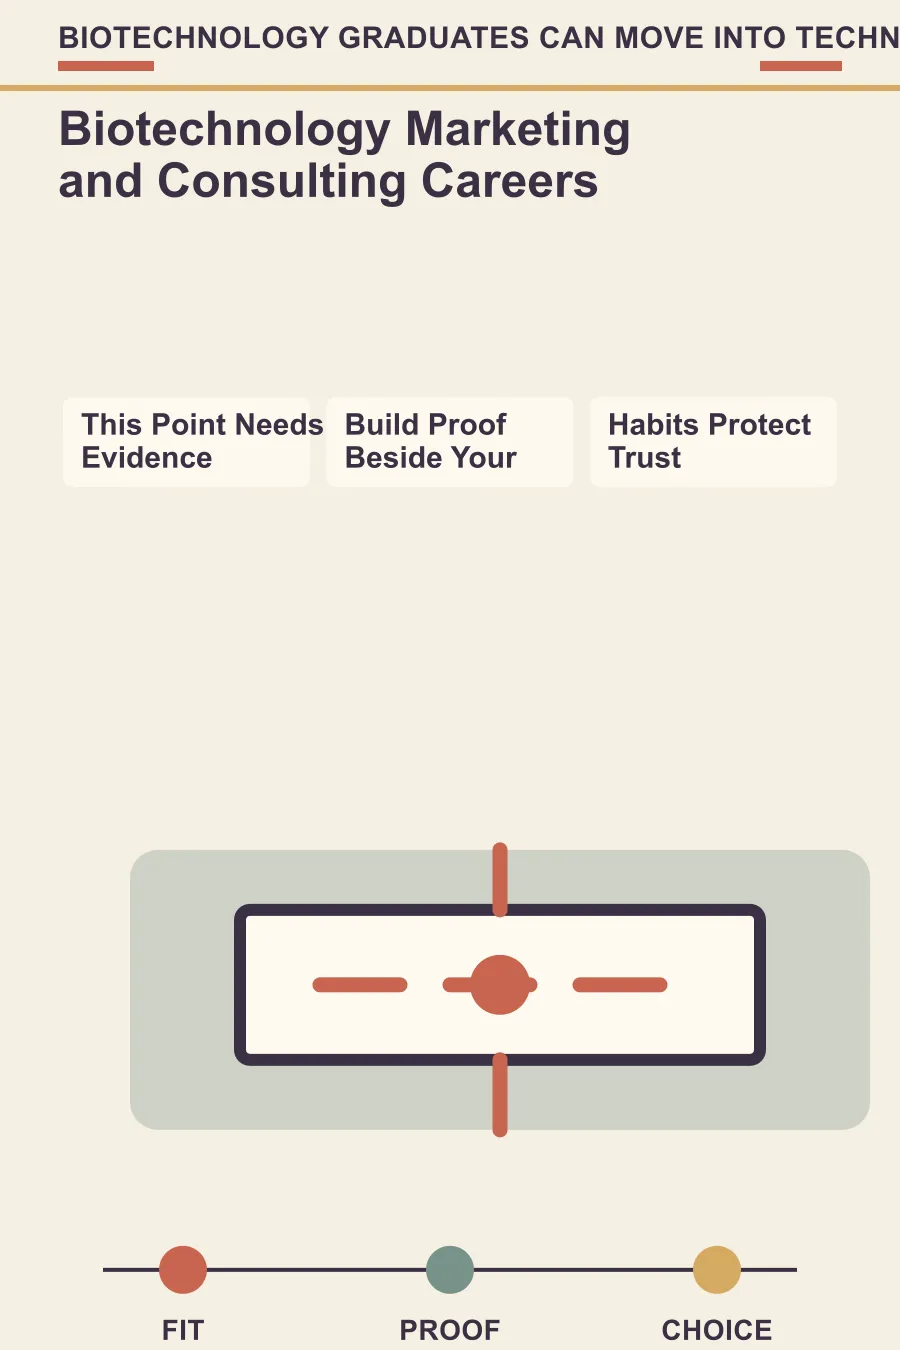 BIOTECHNOLOGY GRADUATES CAN MOVE INTO TECHN
Biotechnology Marketing
and Consulting Careers
This Point Needs
Evidence
Build Proof
Beside Your
Habits Protect
Trust
FIT
PROOF
CHOICE